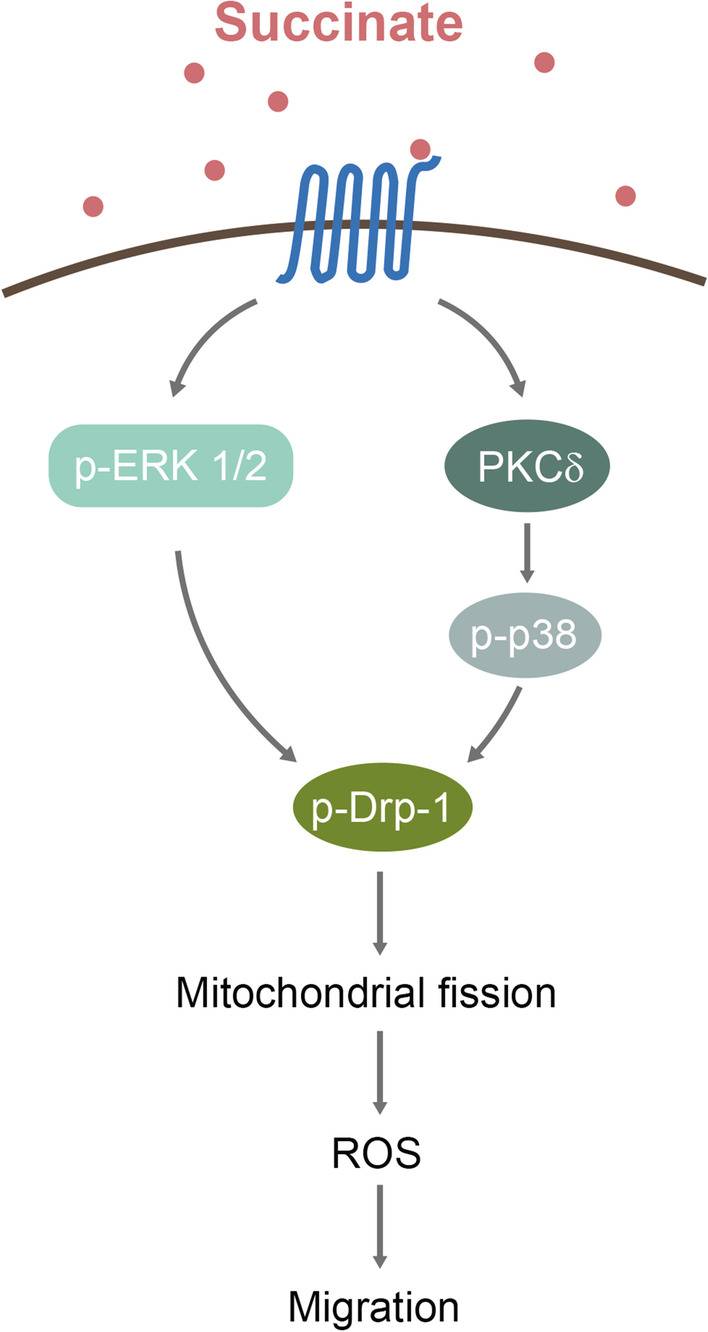 Succinate
p-ERK 1/2
PKCδ
p-p38
p-Drp-1
Mitochondrial fission
ROS
Migration